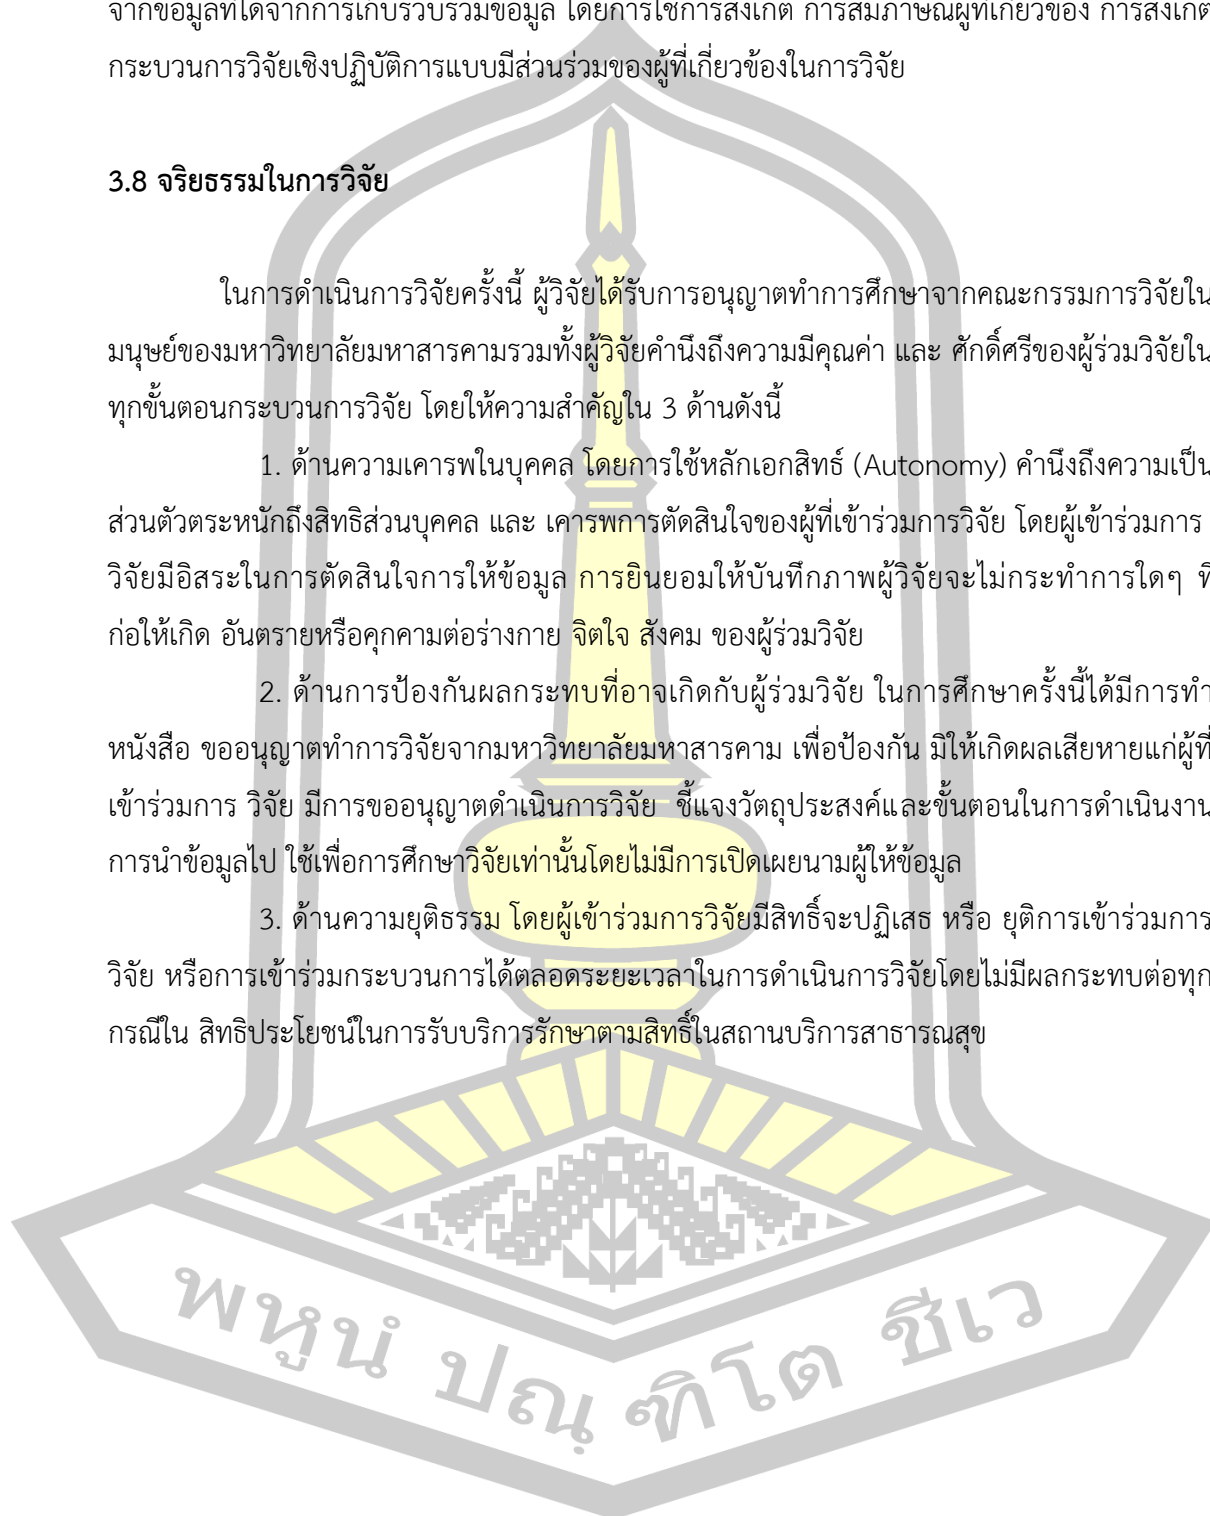 จากข้อมูลที่ได้จากการเก็บรวบรวมข้อมูล โดยการใช้การสังเกต การสัมภาษณ์ผู้ที่เกี่ยวข้อง การสังเกต
กระบวนการวิจัยเชิงปฏิบัติการแบบมีส่วนร่วมของผู้ที่เกี่ยวข้องในการวิจัย
3.8 จริยธรรมในการวิจัย
ในการดำเนินการวิจัยครั้งนี้ ผู้วิจัยได้รับการอนุญาตทำการศึกษาจากคณะกรรมการวิจัยใน
มนุษย์ของมหาวิทยาลัยมหาสารคามรวมทั้งผู้วิจัยคำนึงถึงความมีคุณค่า และ ศักดิ์ศรีของผู้ร่วมวิจัยใน
ทุกขั้นตอนกระบวนการวิจัย โดยให้ความสำคัญใน 3 ด้านดังนี้
1. ด้านความเคารพในบุคคล โดยการใช้หลักเอกสิทธ์ (Autonomy) คำนึงถึงความเป็น
ส่วนตัวตระหนักถึงสิทธิส่วนบุคคล และ เคารพการตัดสินใจของผู้ที่เข้าร่วมการวิจัย โดยผู้เข้าร่วมการ
วิจัยมีอิสระในการตัดสินใจการให้ข้อมูล การยินยอมให้บันทึกภาพผู้วิจัยจะไม่กระทำการใดๆ ที
ก่อให้เกิด อันตรายหรือคุกคามต่อร่างกาย จิตใจ สังคม ของผู้ร่วมวิจัย
2. ด้านการป้องกันผลกระทบที่อาจเกิดกับผู้ร่วมวิจัย ในการศึกษาครั้งนี้ได้มีการทำ
หนังสือ ขออนุญาตทำการวิจัยจากมหาวิทยาลัยมหาสารคาม เพื่อป้องกัน มิให้เกิดผลเสียหายแก่ผู้ที่
เข้าร่วมการ วิจัย มีการขออนุญาตดำเนินการวิจัย ชี้แจงวัตถุประสงค์และขั้นตอนในการดำเนินงาน
การนำข้อมูลไป ใช้เพื่อการศึกษาวิจัยเท่านั้นโดยไม่มีการเปิดเผยนามผู้ให้ข้อมูล
3. ด้านความยุติธรรม โดยผู้เข้าร่วมการวิจัยมีสิทธิ์จะปฏิเสธ หรือ ยุติการเข้าร่วมการ
วิจัย หรือการเข้าร่วมกระบวนการได้ตลอดระยะเวลาในการดำเนินการวิจัยโดยไม่มีผลกระทบต่อทุก
กรณีใน สิทธิประโยชน์ในการรับบริการรักษาตามสิทธิ์ในสถานบริการสาธารณสุข
พหูนํ ปณฺฑิโต ชีเว